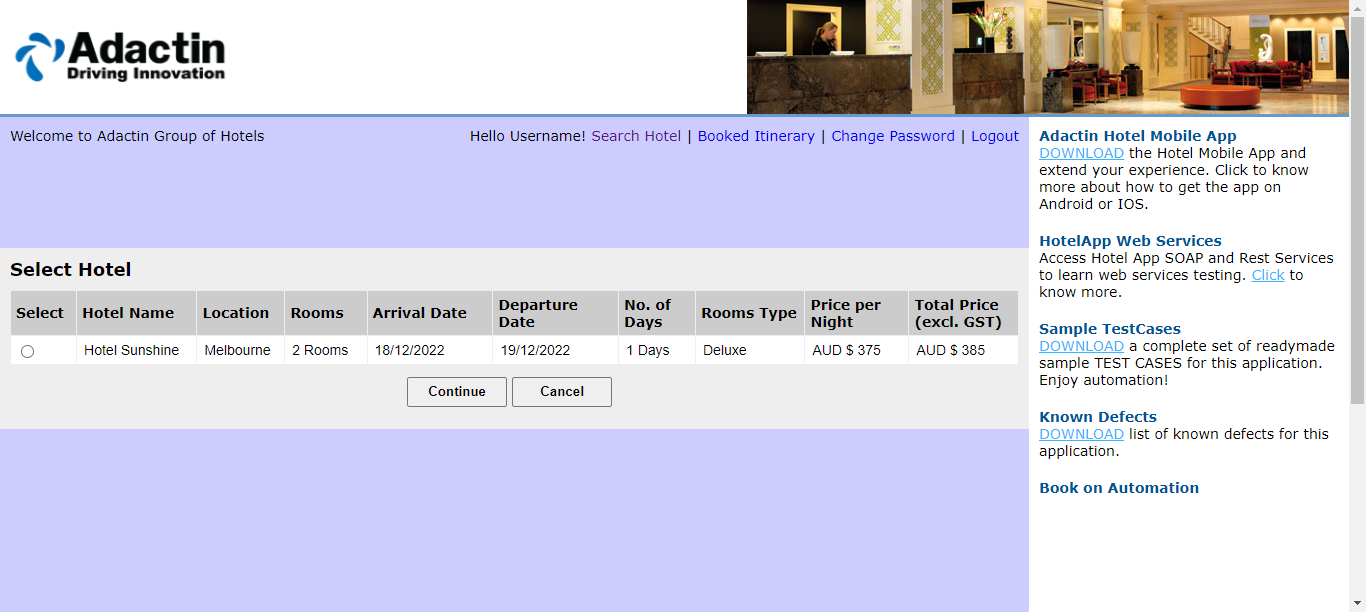 Adactin
Driving Innovation
Welcome to Adactin Group of Hotels
Hello Username! Search Hotel | Booked Itinerary | Change Password | Logout
Select Hotel
Select Hotel Name Location Rooms Arrival Date Departure Date No. of Days Rooms Type Price per Night Total Price (excl. GST)
Hotel Sunshine Melbourne 2 Rooms 18/12/2022 19/12/2022 1 Days Deluxe AUD $ 375 AUD $ 385
Continue Cancel
Adactin Hotel Mobile App
DOWNLOAD the Hotel Mobile App and
extend your experience. Click to know
more about how to get the app on
Android or IOS.
HotelApp Web Services
Access Hotel App SOAP and Rest Services
to learn web services testing. Click to
know more.
Sample TestCases
DOWNLOAD a complete set of readymade
sample TEST CASES for this application.
Enjoy automation!
Known Defects
DOWNLOAD list of known defects for this
application.
Book on Automation